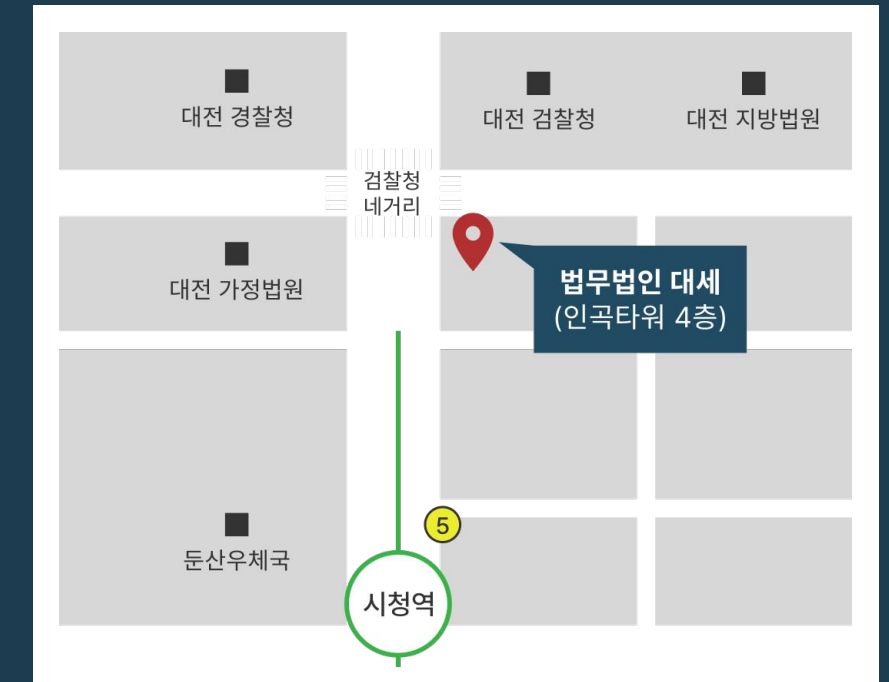 대전 경찰청
대전 검찰청
대전 지방법원
검찰청
네거리
대전 가정법원
법무법인 대세
(인곡타워 4층)
5
둔산우체국
시청역